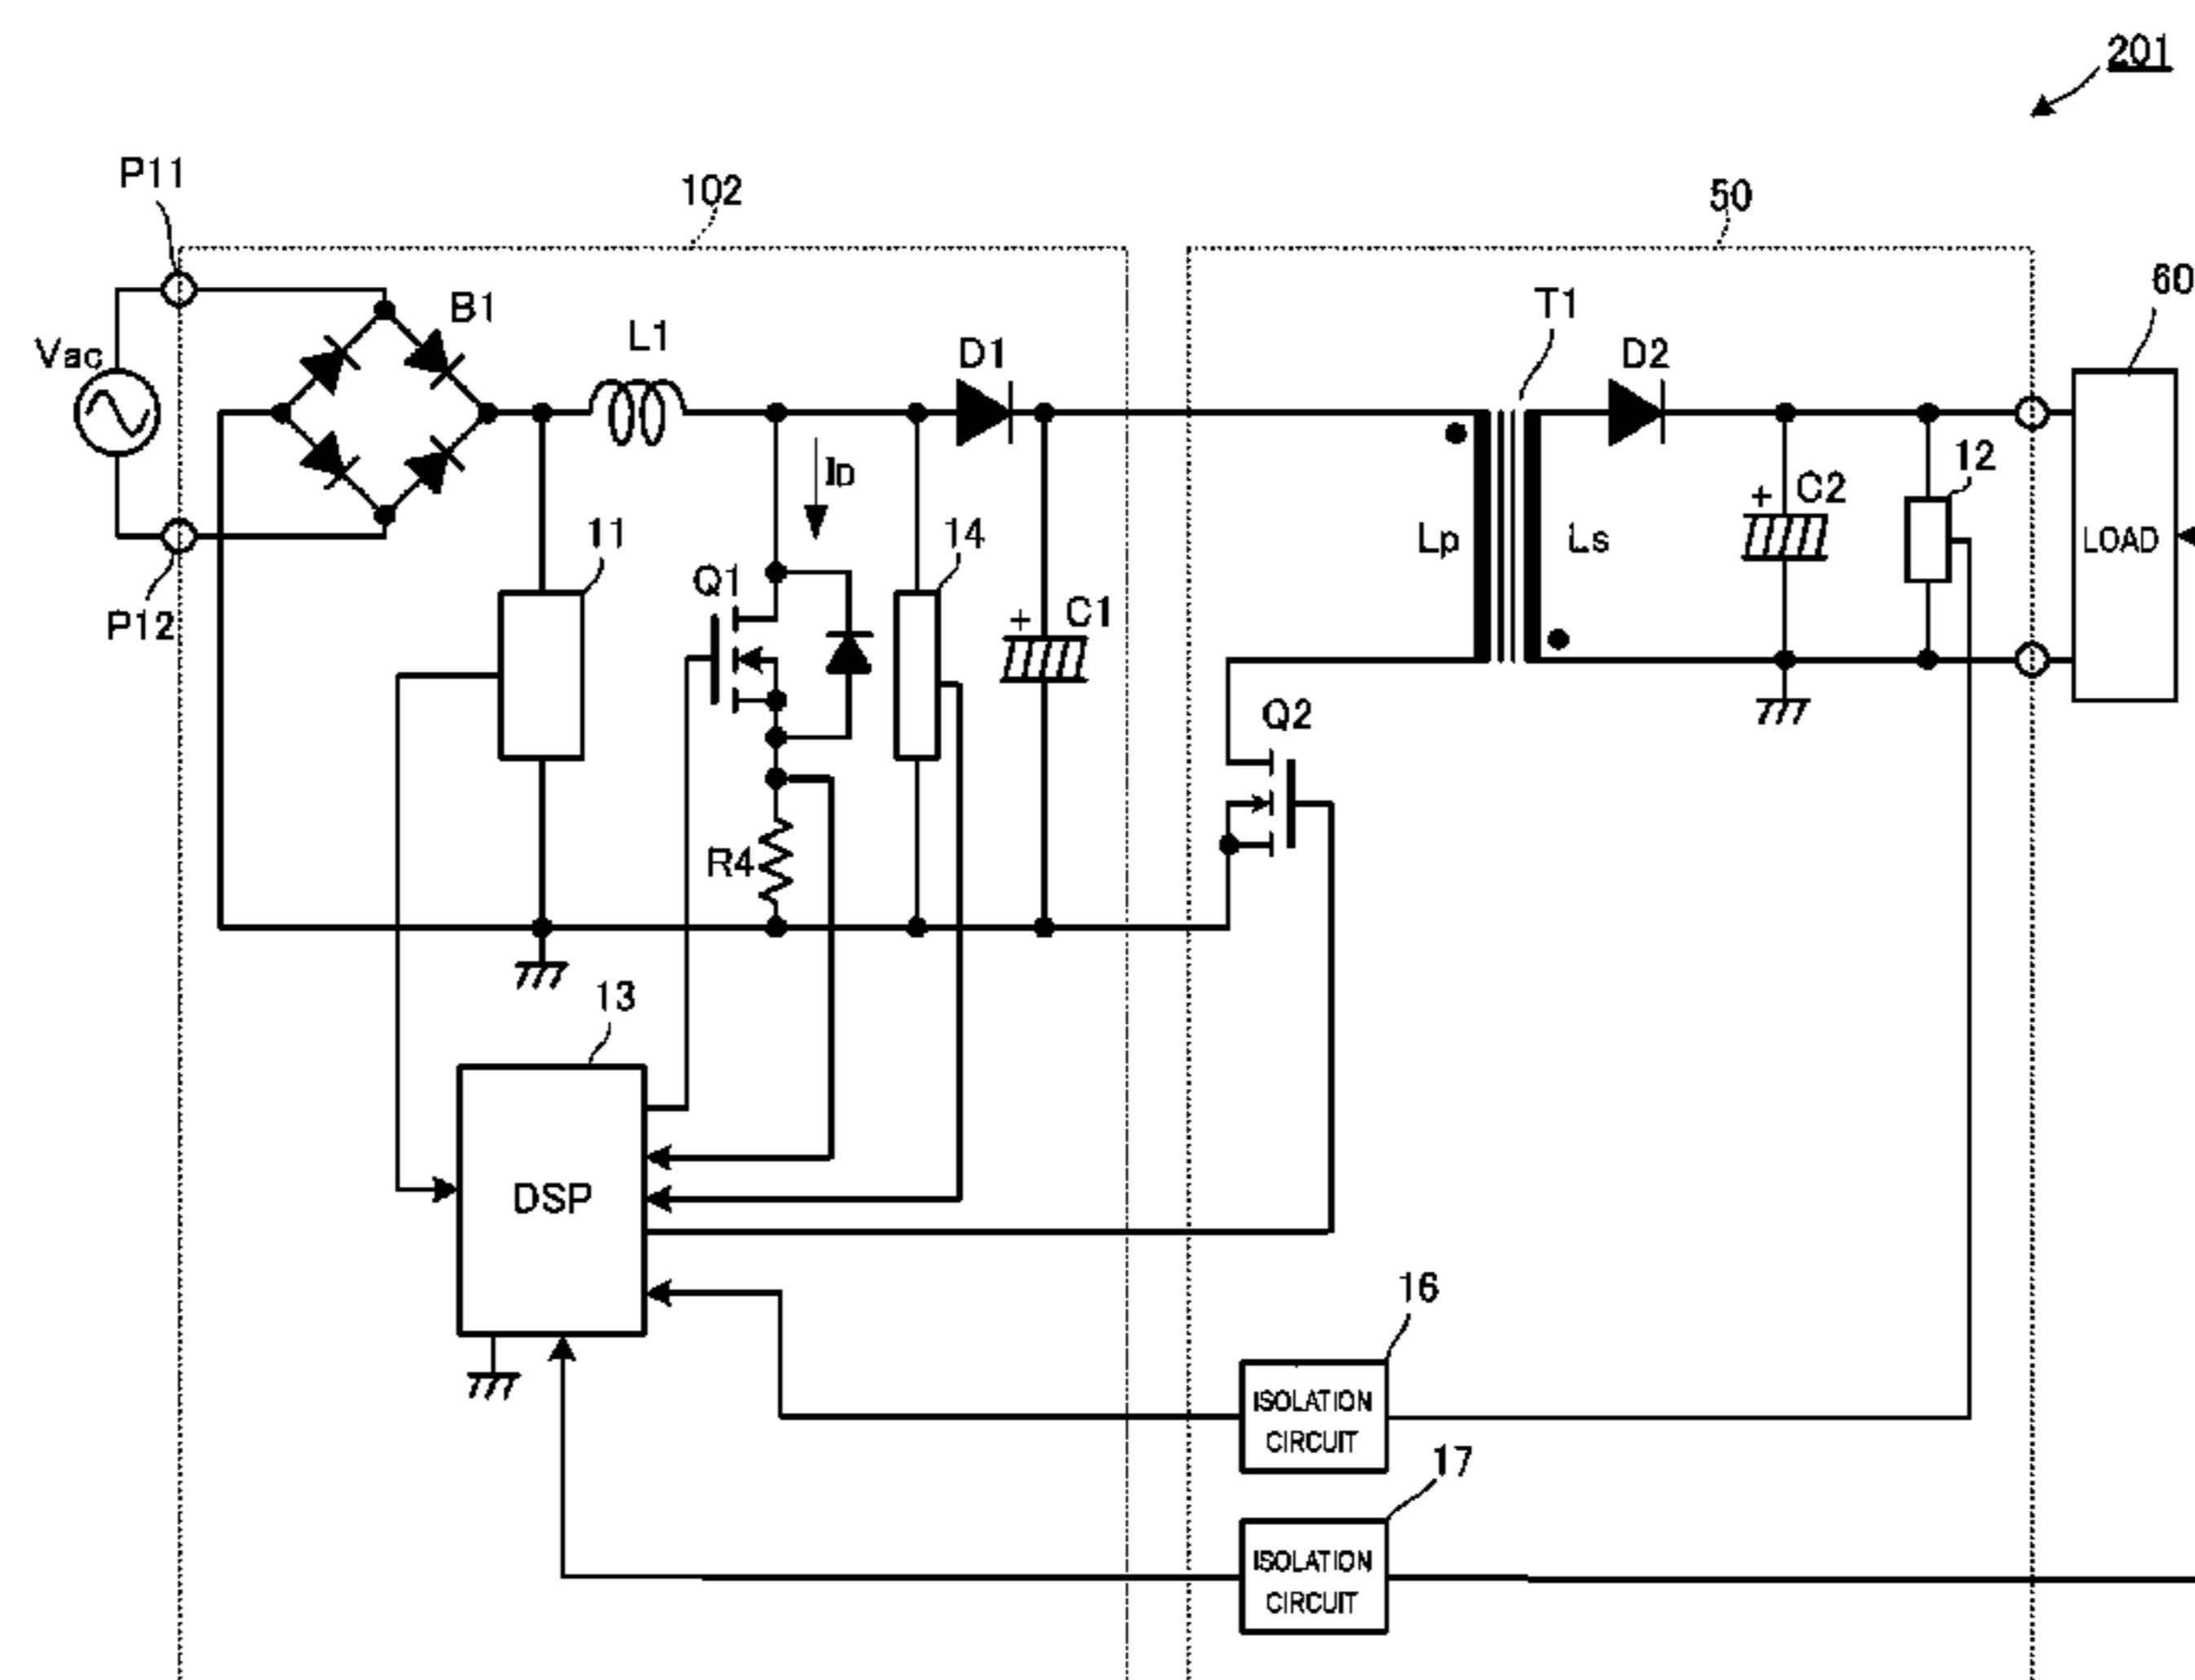 201
P11
102
50
60
B1
T1
L1
D1
D2
Vac
ID
12
+ C2
11
14
Lp
Ls
LOAD
Q1
+ C1
P12
Q2
R4
13
DSP
16
ISOLATION
CIRCUIT
17
ISOLATION
CIRCUIT